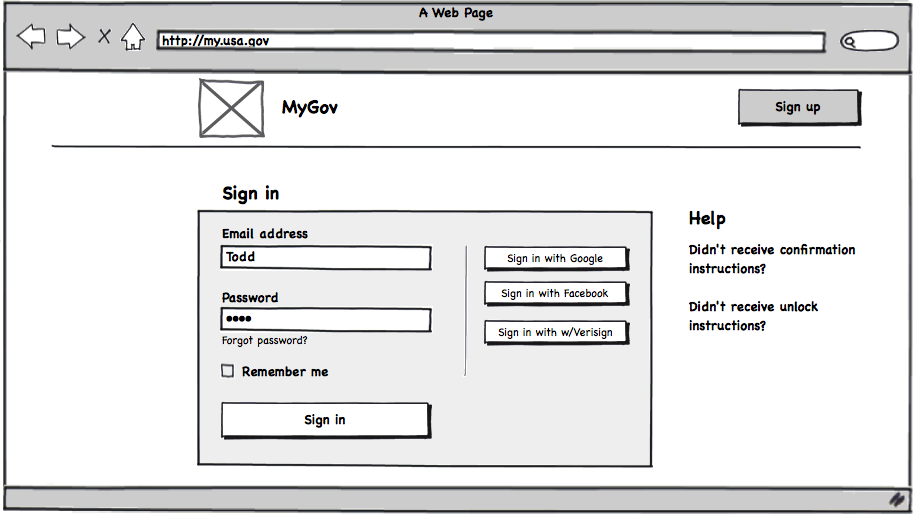 A Web Page
http://my.usa.gov
MyGov
Sign up
Sign in
Email address
Todd
Password
Forgot password?
Remember me
Sign in
Sign in with Google
Sign in with Facebook
Sign in with w/Verisign
Help
Didn't receive confirmation
instructions?
Didn't receive unlock
instructions?